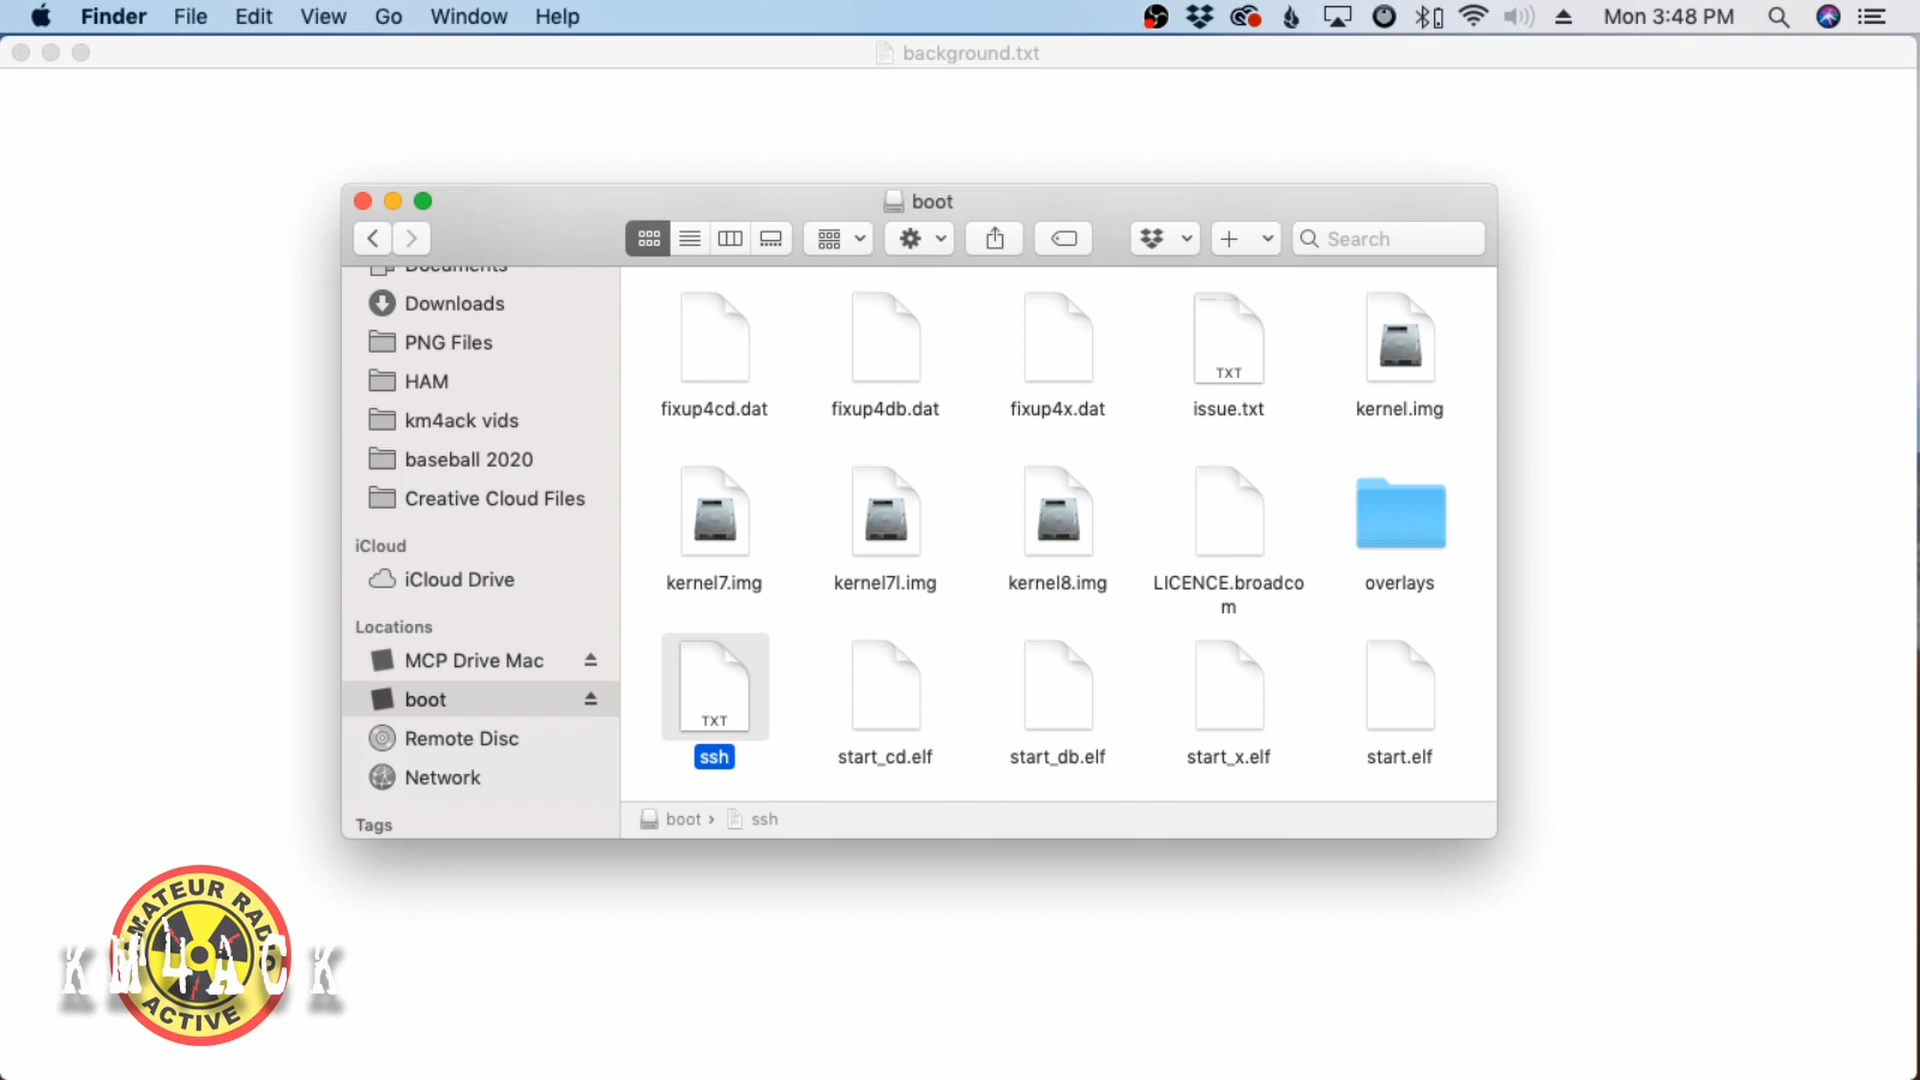 Finder File Edit View Go Window Help Mon 3:48 PM
background.txt
boot
Search
Documents
Downloads
PNG Files
HAM
km4ack vids
baseball 2020
Creative Cloud Files
iCloud
iCloud Drive
Locations
MCP Drive Mac
boot
Remote Disc
Network
Tags
TXT
fixup4cd.dat fixup4db.dat fixup4x.dat issue.txt kernel.img
kernel7.img kernel7l.img kernel8.img LICENCE.broadco overlays
m
TXT
ssh start_cd.elf start_db.elf start_x.elf start.elf
boot › ssh
AMATEUR RADIO
KM4ACK
ACTIVE